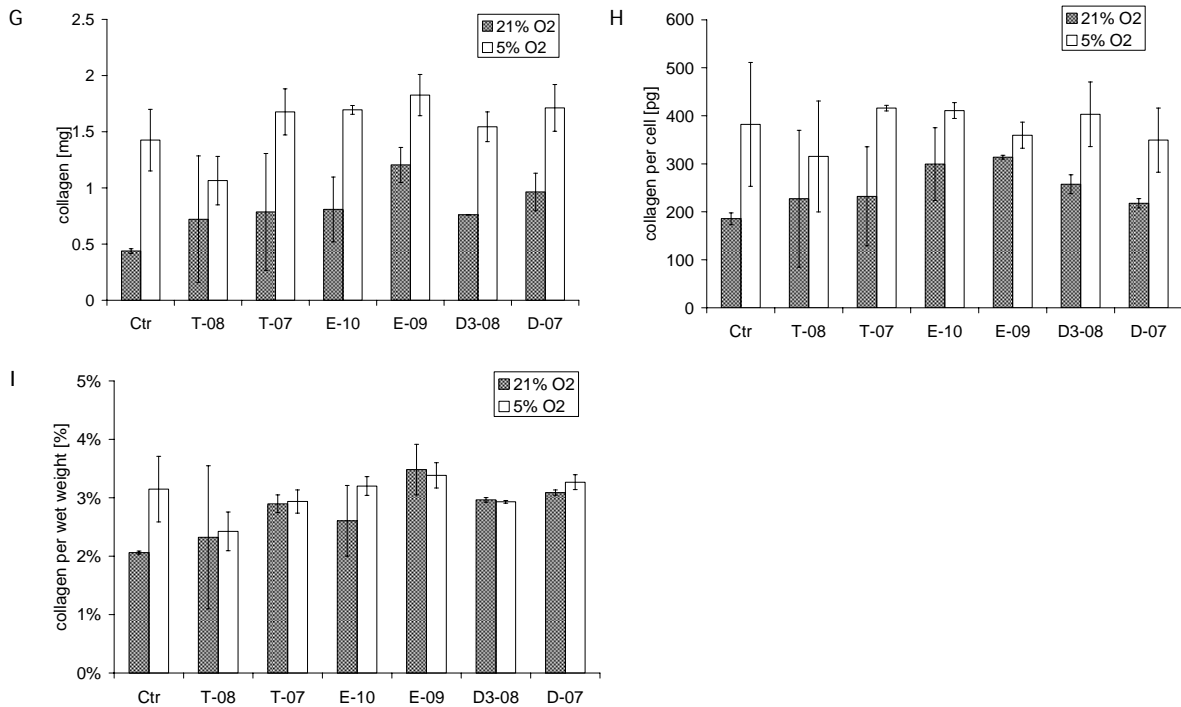 G
2.5
2
1.5
1
0.5
0
collagen [mg]
21% O2
5% O2
Ctr T-08 T-07 E-10 E-09 D3-08 D-07
H
600
500
400
300
200
100
0
collagen per cell [pg]
21% O2
5% O2
Ctr T-08 T-07 E-10 E-09 D3-08 D-07
I
5%
4%
3%
2%
1%
0%
collagen per wet weight [%]
21% O2
5% O2
Ctr T-08 T-07 E-10 E-09 D3-08 D-07